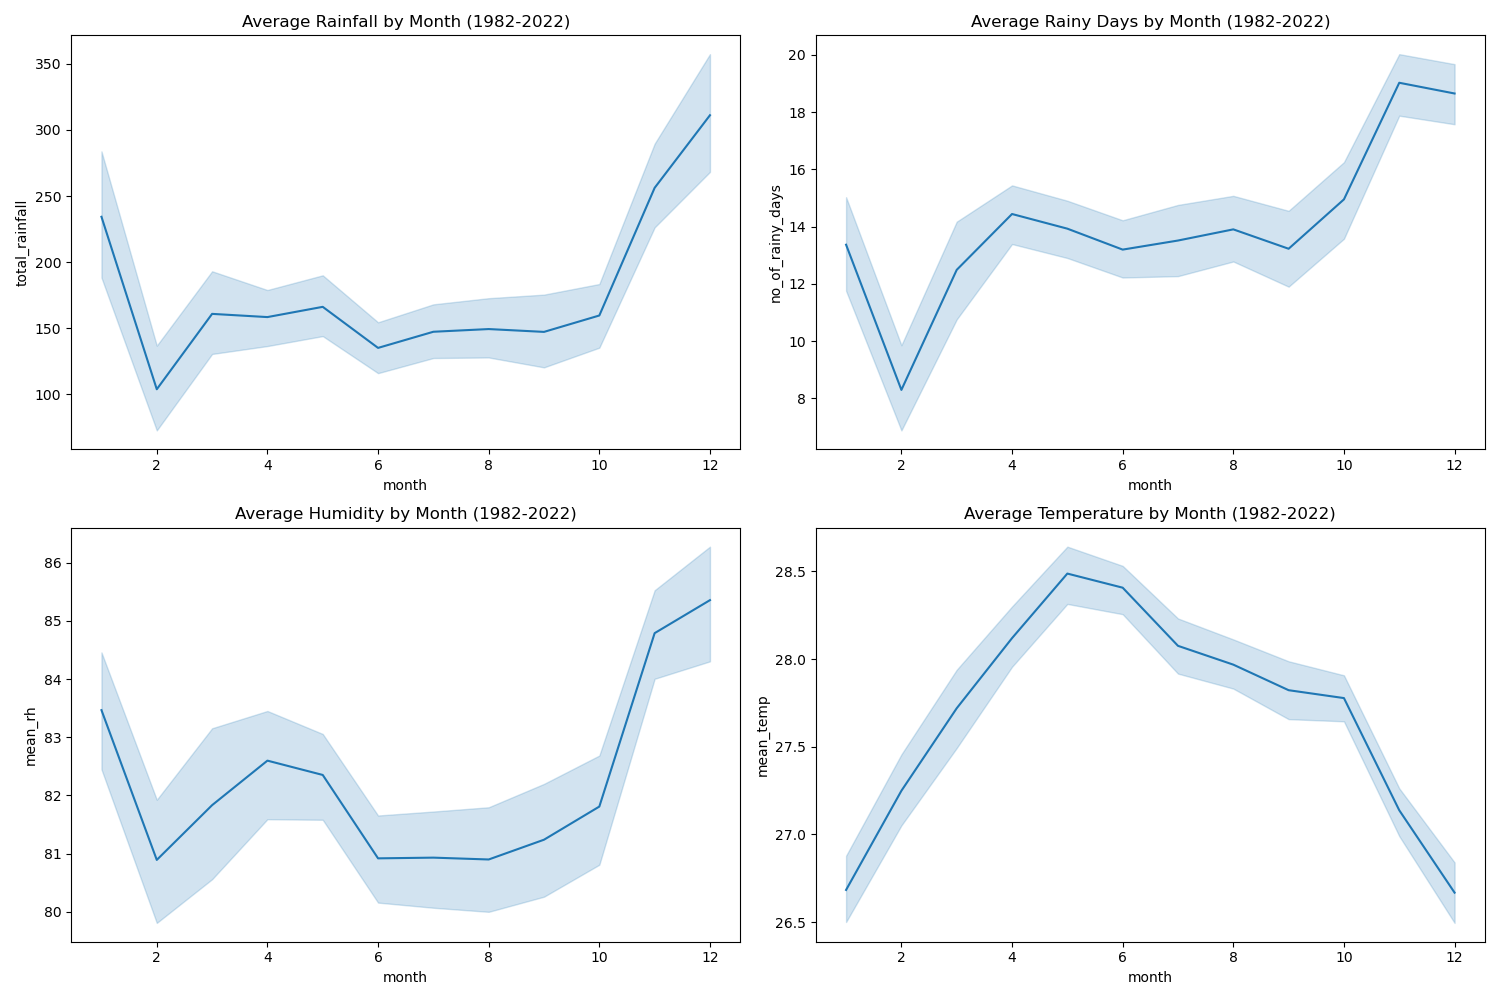 Average Rainfall by Month (1982-2022)
total_rainfall
350
300
250
200
150
100
2 4 6 8 10 12
month
Average Rainy Days by Month (1982-2022)
no_of_rainy_days
20
18
16
14
12
10
8
2 4 6 8 10 12
month
Average Humidity by Month (1982-2022)
mean_rh
86
85
84
83
82
81
80
2 4 6 8 10 12
month
Average Temperature by Month (1982-2022)
mean_temp
28.5
28.0
27.5
27.0
26.5
2 4 6 8 10 12
month